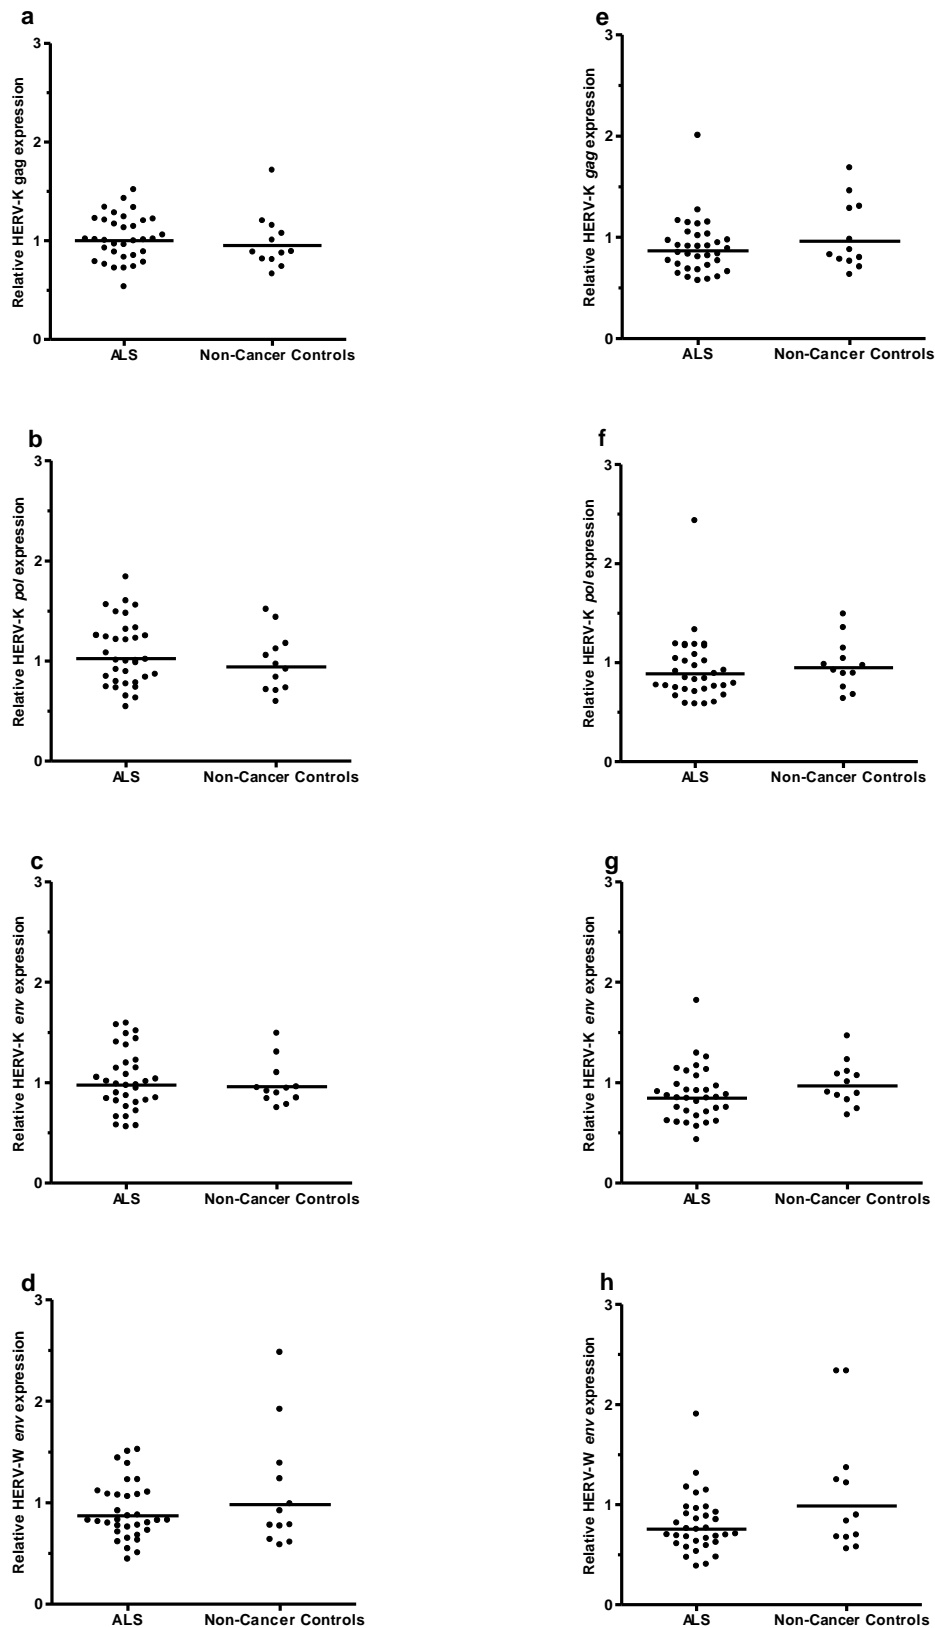 a
3
2
1
0
Relative HERV-K gag expression
ALS
Non-Cancer Controls
e
3
2
1
0
Relative HERV-K gag expression
ALS
Non-Cancer Controls
b
3
2
1
0
Relative HERV-K pol expression
ALS
Non-Cancer Controls
f
3
2
1
0
Relative HERV-K pol expression
ALS
Non-Cancer Controls
c
3
2
1
0
Relative HERV-K env expression
ALS
Non-Cancer Controls
g
3
2
1
0
Relative HERV-K env expression
ALS
Non-Cancer Controls
d
3
2
1
0
Relative HERV-W env expression
ALS
Non-Cancer Controls
h
3
2
1
0
Relative HERV-W env expression
ALS
Non-Cancer Controls